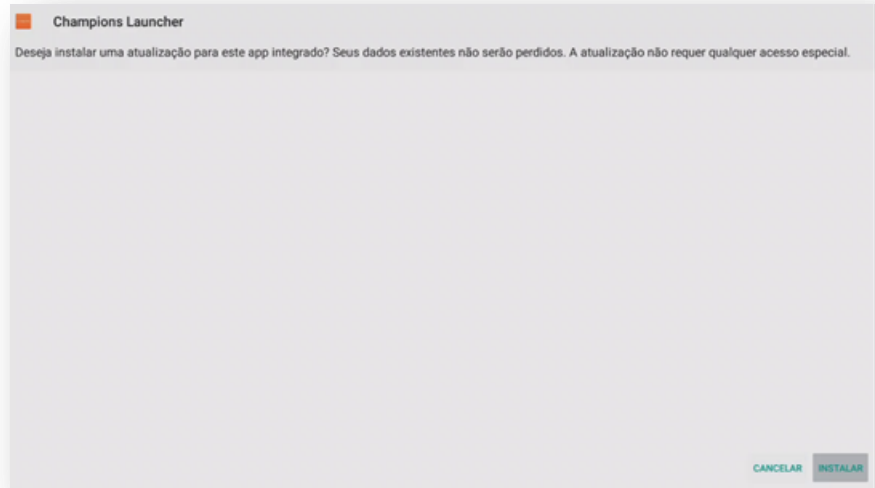 Champions Launcher
Deseja instalar uma atualização para este app integrado? Seus dados existentes não serão perdidos. A atualização não requer qualquer acesso especial.
CANCELAR INSTALAR